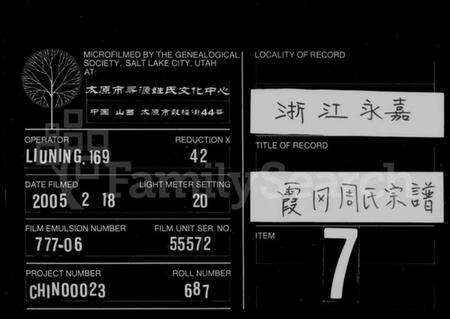 MICROFILMED BY THE GENEALOGICAL
SOCIETY, SALT LAKE CITY, UTAH
AT:
太原市寻源姓氏文化中心
中国 山西 太原市段榆街44号
OPERATOR
LIUNING, 169
REDUCTION X
42
DATE FILMED
2005 2 18
LIGHT METER SETTING
20
FILM EMULSION NUMBER
777-06
FILM UNIT SER. NO.
55572
PROJECT NUMBER
CHIN00023
ROLL NUMBER
687
LOCALITY OF RECORD
浙江永嘉
TITLE OF RECORD
霞冈周氏宗譜
ITEM
7
FamilySearch